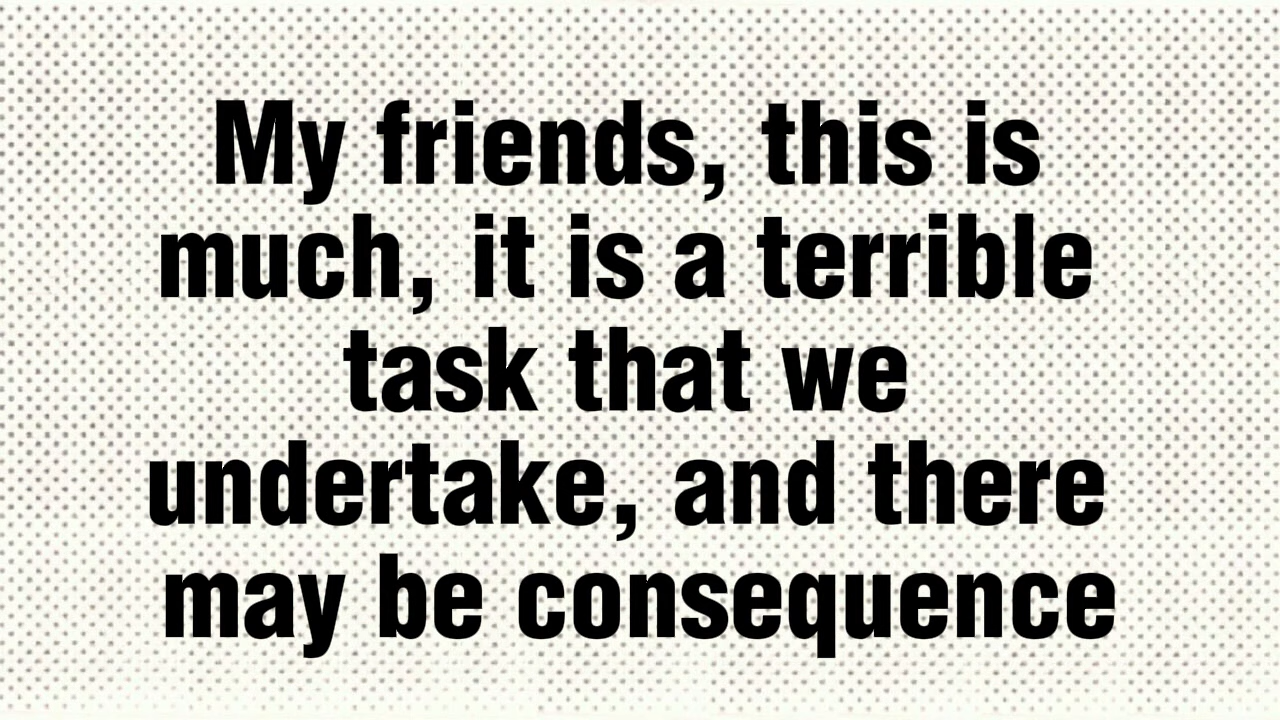 My friends, this is
much, it is a terrible
task that we
undertake, and there
may be consequence